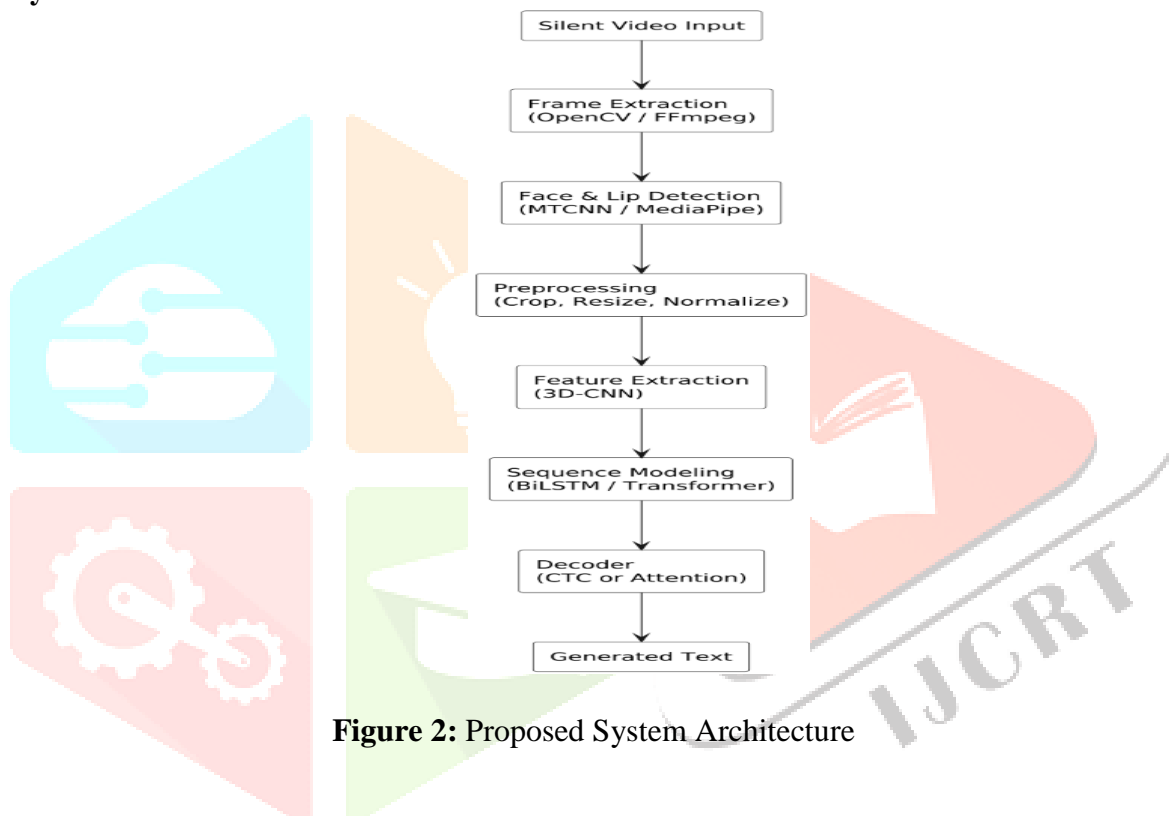 Silent Video Input
Frame Extraction
(OpenCV / FFmpeg)
Face & Lip Detection
(MTCNN / MediaPipe)
Preprocessing
(Crop, Resize, Normalize)
Feature Extraction
(3D-CNN)
Sequence Modeling
(BiLSTM / Transformer)
Decoder
(CTC or Attention)
Generated Text
IJCRT
Figure 2: Proposed System Architecture